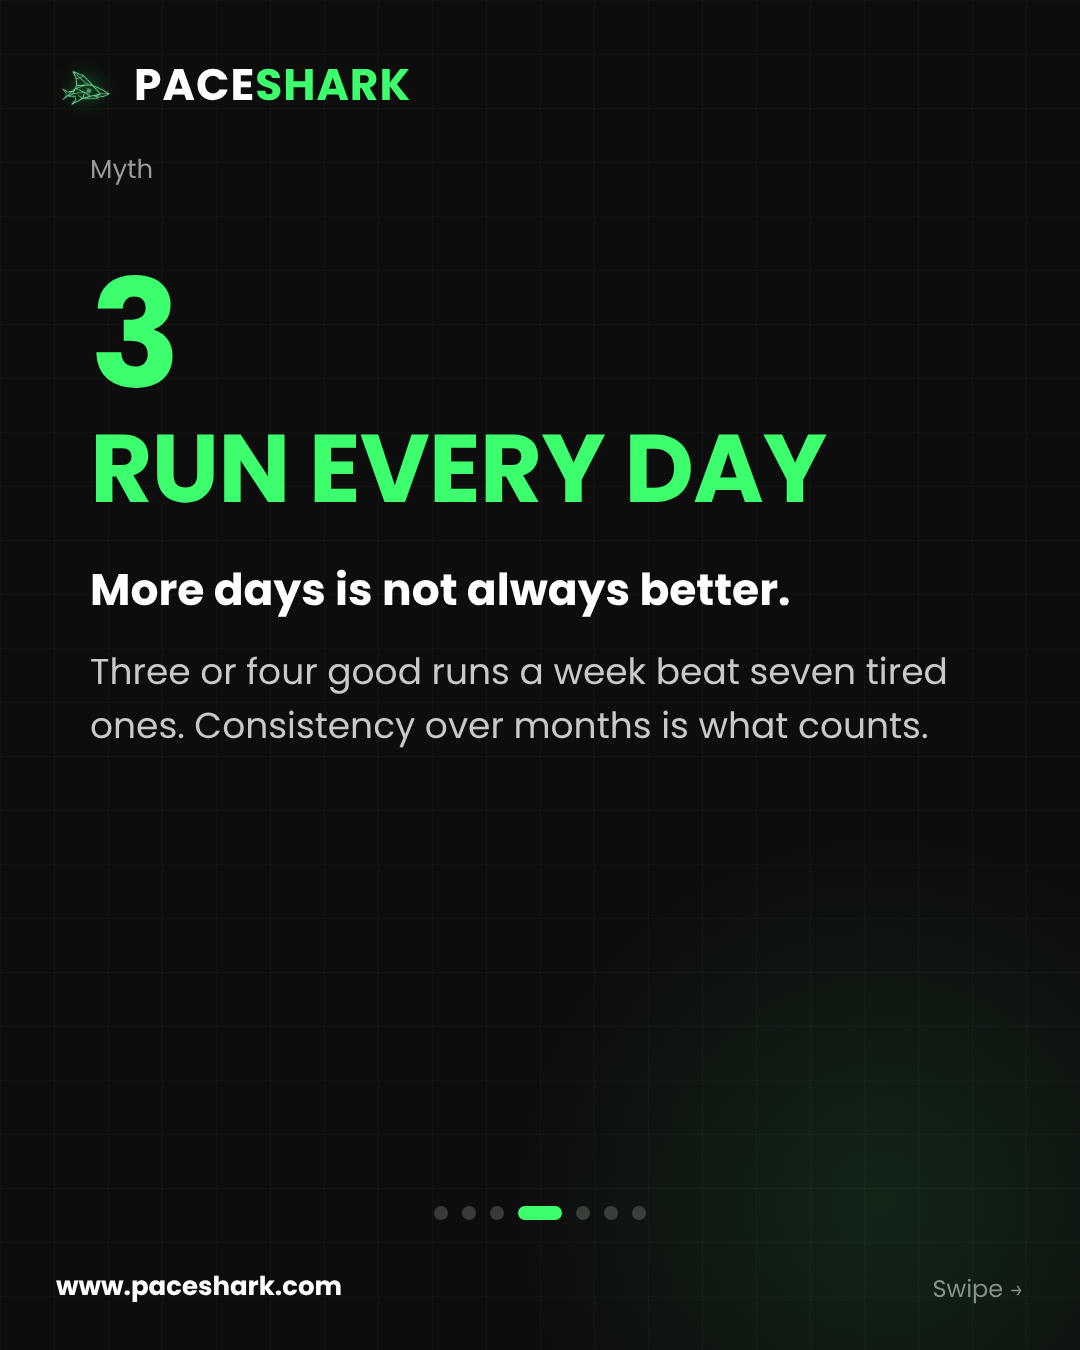 PACESHARK
Myth
3
RUN EVERY DAY
More days is not always better.
Three or four good runs a week beat seven tired
ones. Consistency over months is what counts.
www.paceshark.com
Swipe →